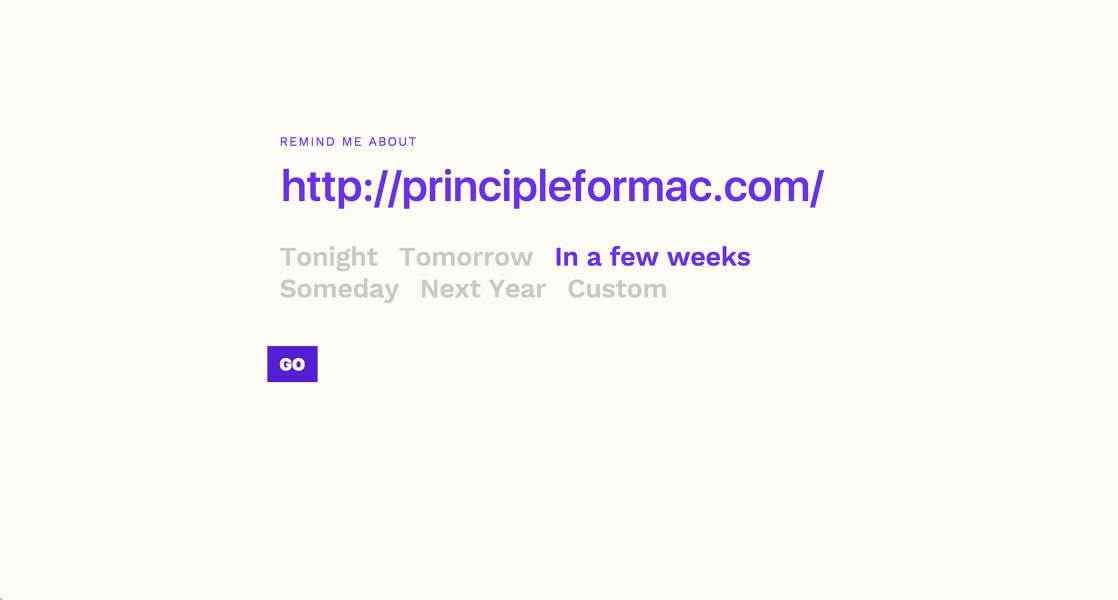 REMIND ME ABOUT
http://principleformac.com/
Tonight Tomorrow In a few weeks
Someday Next Year Custom
GO